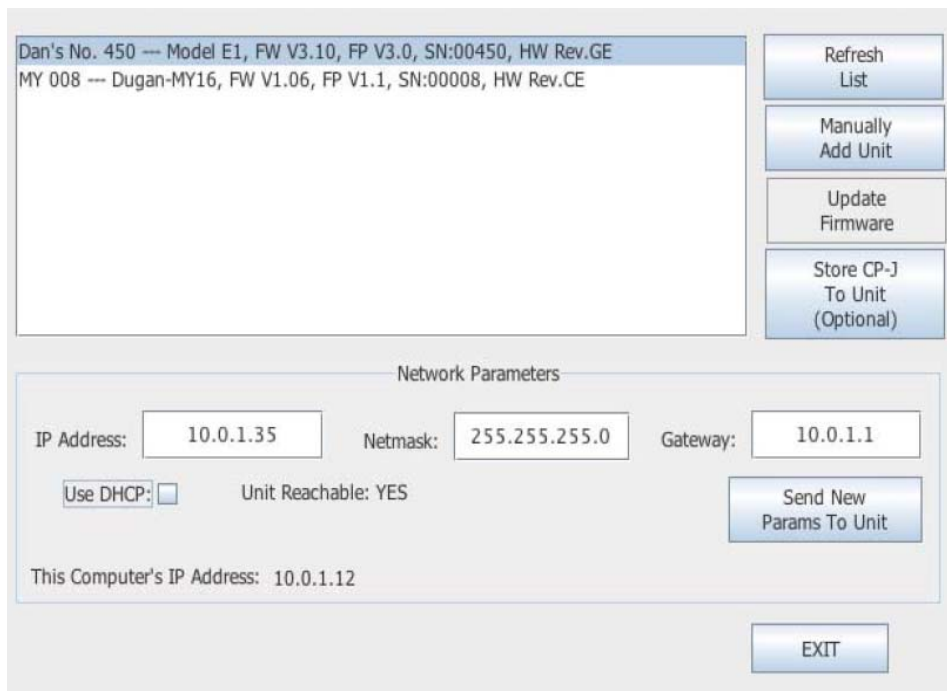 Dan's No. 450 --- Model E1, FW V3.10, FP V3.0, SN:00450, HW Rev.GE
MY 008 --- Dugan-MY16, FW V1.06, FP V1.1, SN:00008, HW Rev.CE
Refresh
List
Manually
Add Unit
Update
Firmware
Store CP-J
To Unit
(Optional)
Network Parameters
IP Address: 10.0.1.35 Netmask: 255.255.255.0 Gateway: 10.0.1.1
Use DHCP: Unit Reachable: YES
Send New
Params To Unit
This Computer's IP Address: 10.0.1.12
EXIT